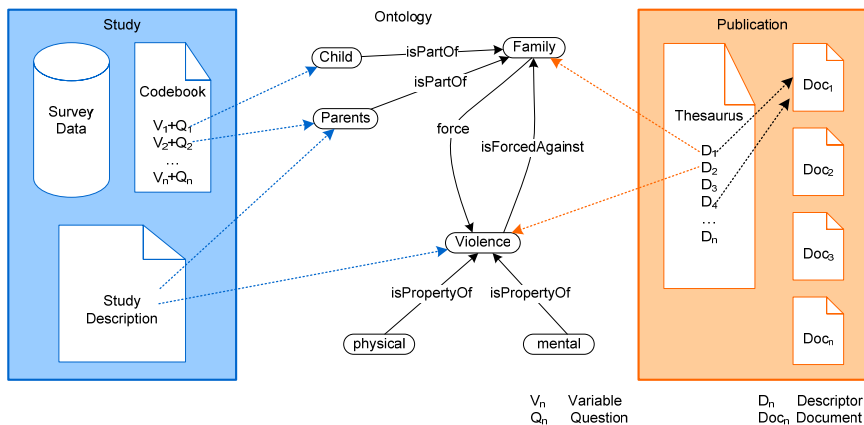 Study
Ontology
Publication
Survey
Data
Codebook
V1+Q1
V2+Q2
...
Vn+Qn
Study
Description
Child
isPartOf
Family
isPartOf
Parents
force
isForcedAgainst
Violence
isPropertyOf
isPropertyOf
physical
mental
Thesaurus
D1
D2
D3
D4
...
Dn
Doc1
Doc2
Doc3
Docn
Vn Variable
Qn Question
Dn Descriptor
Docn Document